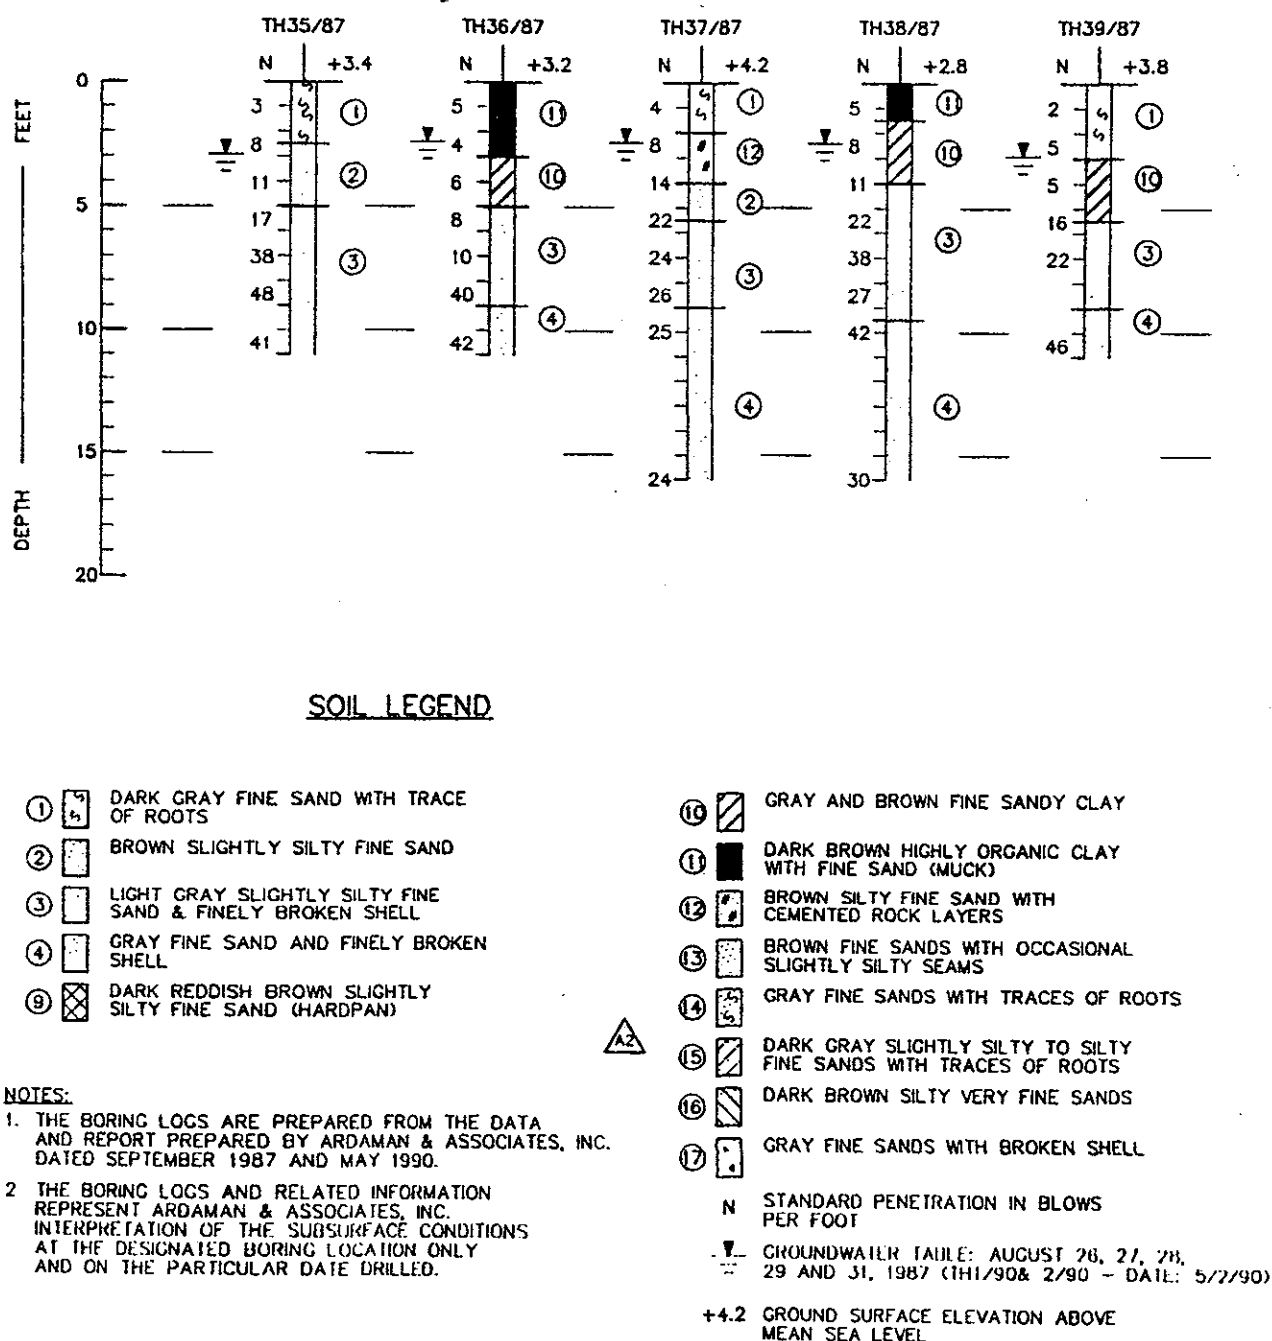 TH35/87 TH36/87 TH37/87 TH38/87 TH39/87
N +3.4 N +3.2 N +4.2 N +2.8 N +3.8
FEET
DEPTH
0
5
10
15
20
3
8
11
17
38
48
41
1
2
3
5
4
6
8
10
40
42
11
10
3
4
4
8
14
22
24
26
25
24
1
12
2
3
4
5
8
11
22
38
27
42
30
11
10
3
4
2
5
5
16
22
46
1
10
3
4
SOIL LEGEND
1 DARK GRAY FINE SAND WITH TRACE
OF ROOTS
2 BROWN SLIGHTLY SILTY FINE SAND
3 LIGHT GRAY SLIGHTLY SILTY FINE
SAND & FINELY BROKEN SHELL
4 GRAY FINE SAND AND FINELY BROKEN
SHELL
9 DARK REDDISH BROWN SLIGHTLY
SILTY FINE SAND (HARDPAN)
NOTES:
1. THE BORING LOGS ARE PREPARED FROM THE DATA
AND REPORT PREPARED BY ARDAMAN & ASSOCIATES, INC.
DATED SEPTEMBER 1987 AND MAY 1990.
2 THE BORING LOGS AND RELATED INFORMATION
REPRESENT ARDAMAN & ASSOCIATES, INC.
INTERPRETATION OF THE SUBSURFACE CONDITIONS
AT THE DESIGNATED BORING LOCATION ONLY
AND ON THE PARTICULAR DATE DRILLED.
A2
10 GRAY AND BROWN FINE SANDY CLAY
11 DARK BROWN HIGHLY ORGANIC CLAY
WITH FINE SAND (MUCK)
12 BROWN SILTY FINE SAND WITH
CEMENTED ROCK LAYERS
13 BROWN FINE SANDS WITH OCCASIONAL
SLIGHTLY SILTY SEAMS
14 GRAY FINE SANDS WITH TRACES OF ROOTS
15 DARK GRAY SLIGHTLY SILTY TO SILTY
FINE SANDS WITH TRACES OF ROOTS
16 DARK BROWN SILTY VERY FINE SANDS
17 GRAY FINE SANDS WITH BROKEN SHELL
N STANDARD PENETRATION IN BLOWS
PER FOOT
GROUNDWATER TABLE: AUGUST 26, 27, 28,
29 AND 31, 1987 (TH1/90& 2/90 - DATE: 5/2/90)
+4.2 GROUND SURFACE ELEVATION ABOVE
MEAN SEA LEVEL